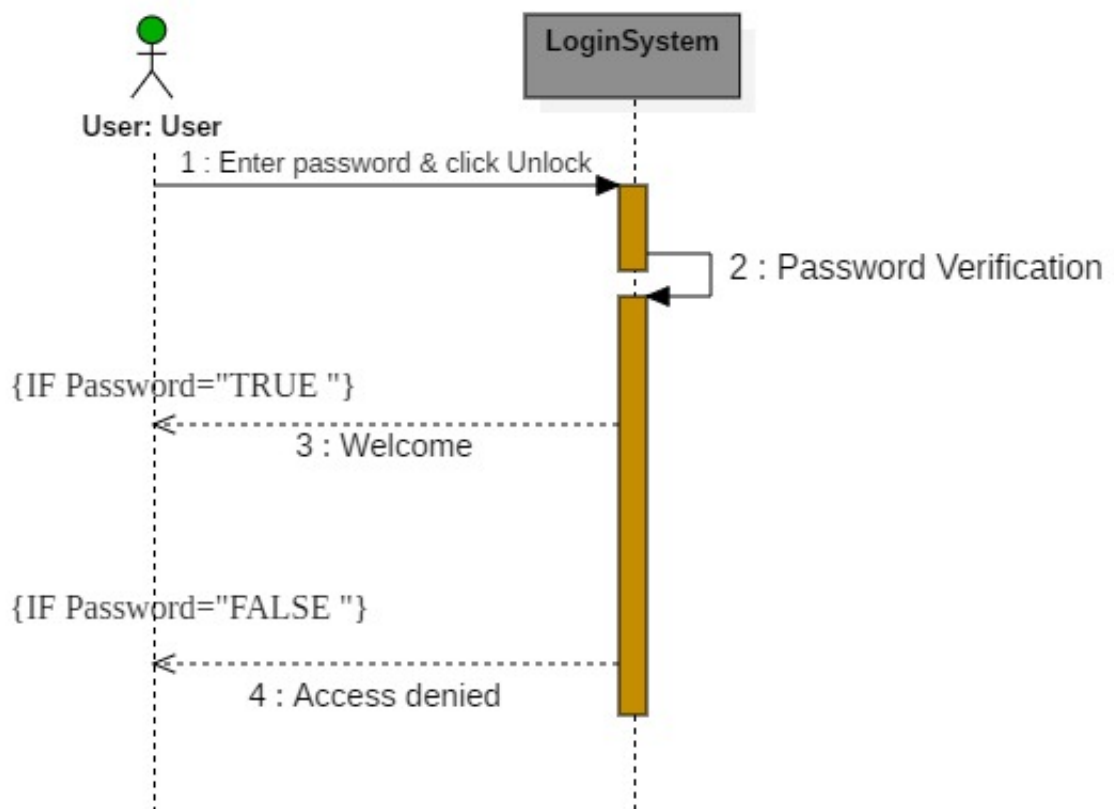 LoginSystem
User: User
1 : Enter password & click Unlock
2 : Password Verification
{IF Password="TRUE "}
3 : Welcome
{IF Password="FALSE "}
4 : Access denied